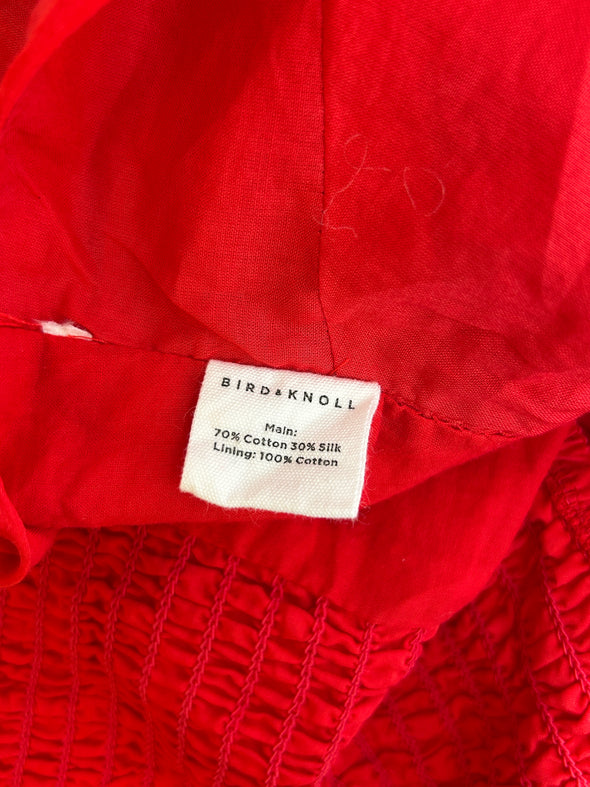 BIRD&KNOLL
Main:
70% Cotton 30% Silk
Lining: 100% Cotton